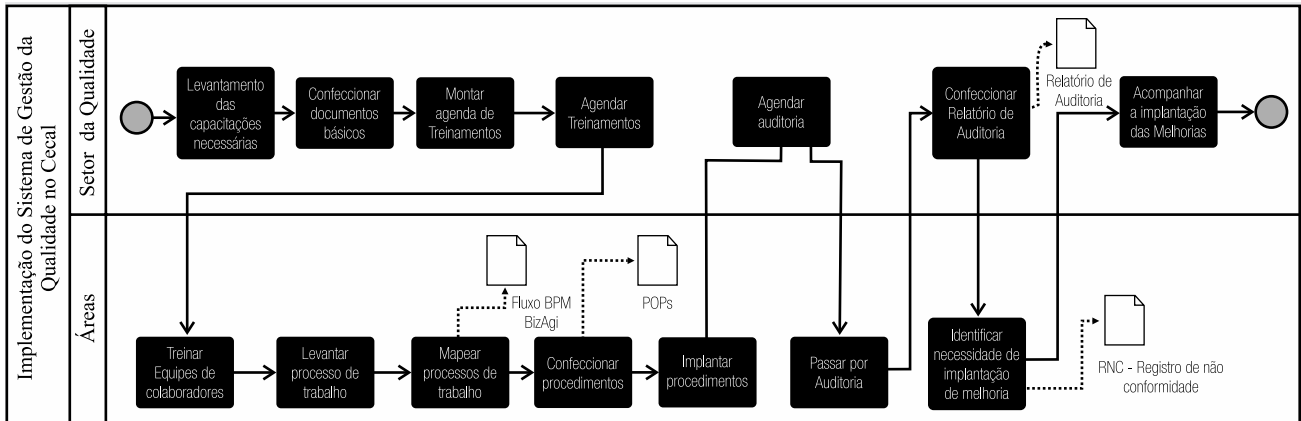 Implementação do Sistema de Gestão da
Qualidade no Cecal
Setor da Qualidade
Levantamento
das
capacitações
necessárias
Confeccionar
documentos
básicos
Montar
agenda de
Treinamentos
Agendar
Treinamentos
Agendar
auditoria
Confeccionar
Relatório de
Auditoria
Relatório de
Auditoria
Acompanhar
a implantação
das Melhorias
Áreas
Treinar
Equipes de
colaboradores
Levantar
processo de
trabalho
Mapear
processos de
trabalho
Fluxo BPM
BizAgi
Confeccionar
procedimentos
POPs
Implantar
procedimentos
Passar por
Auditoria
Identificar
necessidade de
implantação
de melhoria
RNC - Registro de não
conformidade